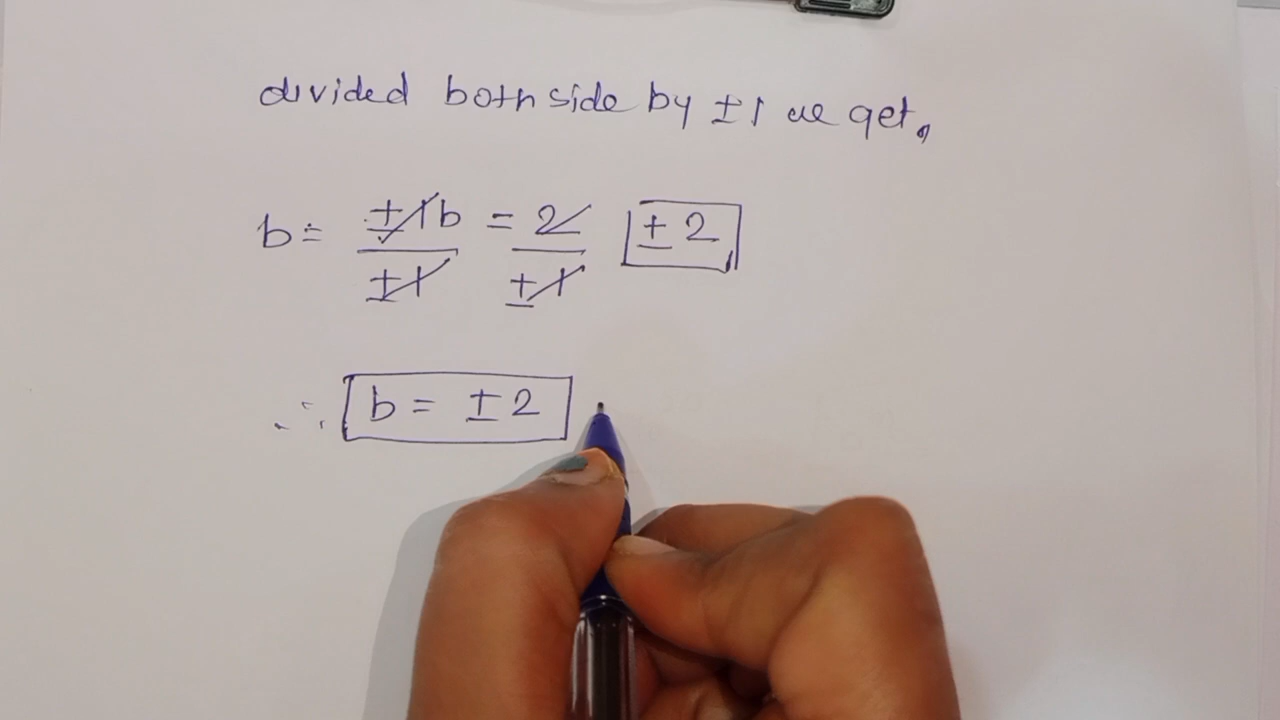 divided both side by ±1 we get,
b = ±1b/±1 = 2/±1 ±2
∴ b = ±2